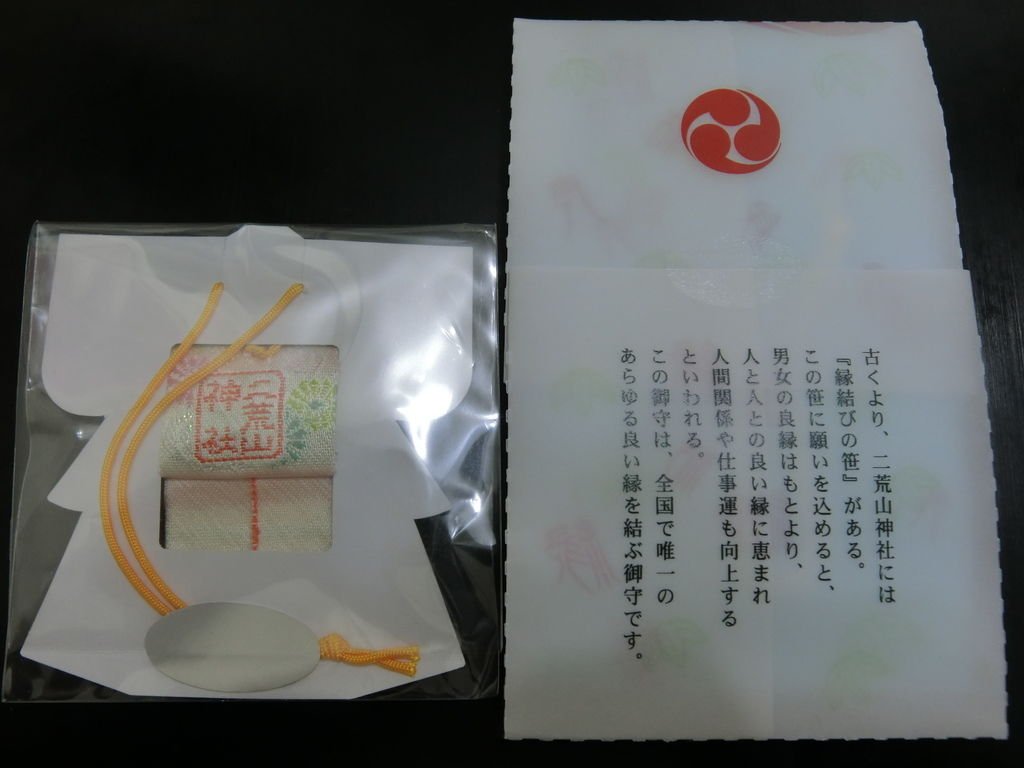 二荒山
神社
古くより、二荒山神社には
『縁結びの笹』がある。
この笹に願いを込めると、
男女の良縁はもとより、
人と人との良い縁に恵まれ
人間関係や仕事運も向上する
といわれる。
この御守は、全国で唯一の
あらゆる良い縁を結ぶ御守です。